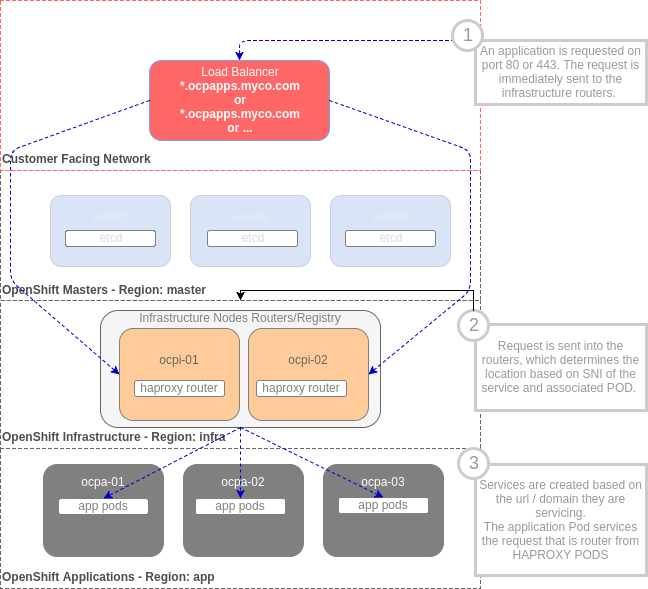 1
An application is requested on
port 80 or 443. The request is
immediately sent to the
infrastructure routers.
Load Balancer
*.ocpapps.myco.com
or
*.ocpapps.myco.com
or ...
Customer Facing Network
etcd
etcd
etcd
OpenShift Masters - Region: master
2
Request is sent into the
routers, which determines the
location based on SNI of the
service and associated POD.
Infrastructure Nodes Routers/Registry
ocpi-01
haproxy router
ocpi-02
haproxy router
OpenShift Infrastructure - Region: infra
3
Services are created based on
the url / domain they are
servicing.
The application Pod services
the request that is router from
HAPROXY PODS
ocpa-01
app pods
ocpa-02
app pods
ocpa-03
app pods
OpenShift Applications - Region: app